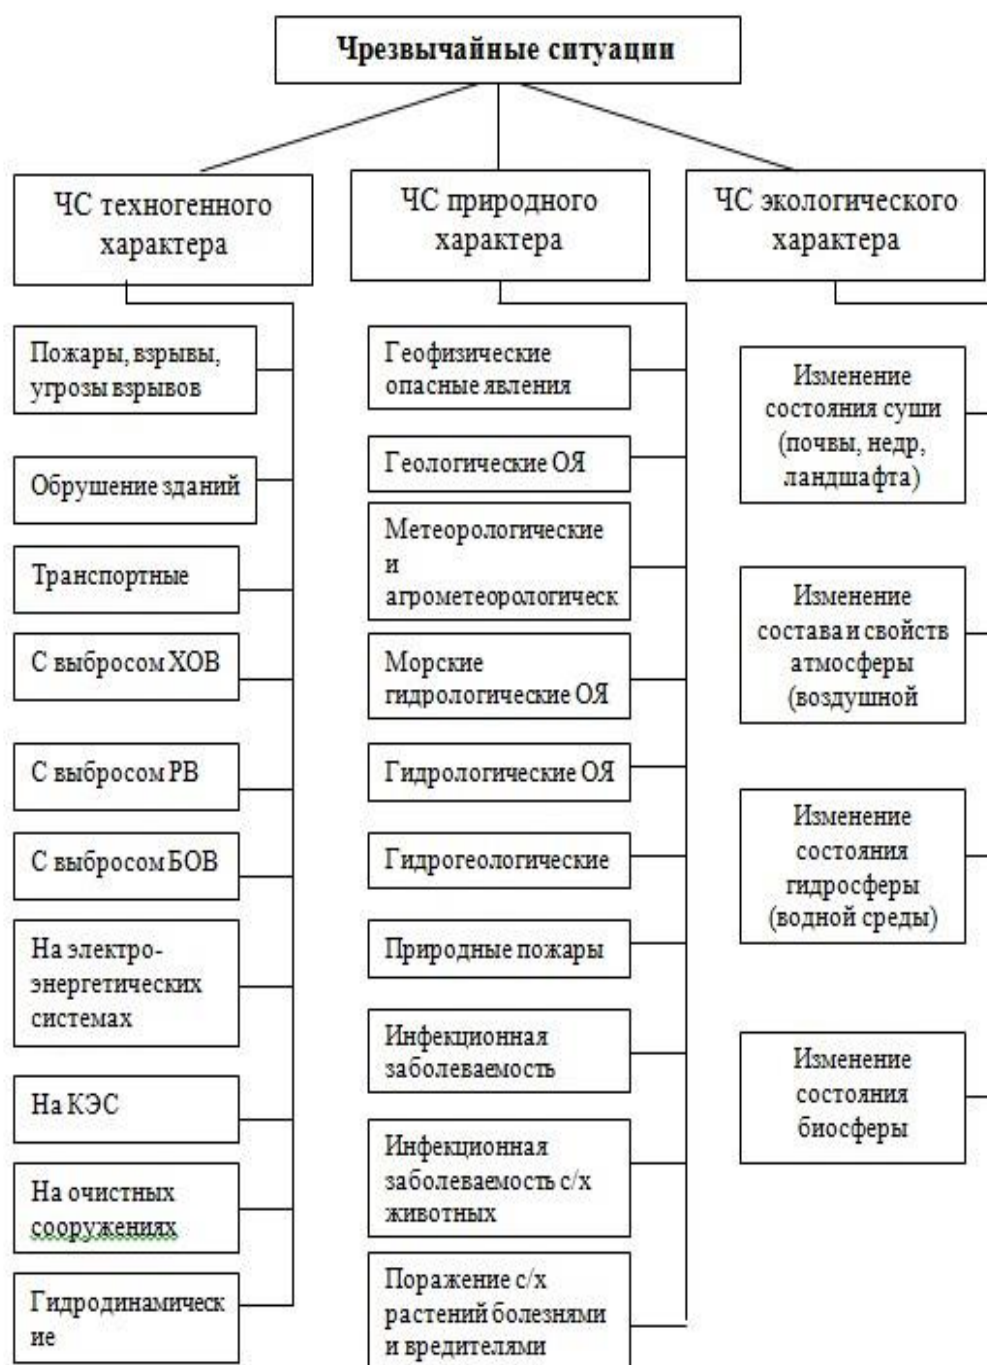 Чрезвычайные ситуации
ЧС техногенного
характера
Пожары, взрывы,
угрозы взрывов
Обрушение зданий
Транспортные
С выбросом ХОВ
С выбросом РВ
С выбросом БОВ
На электро-
энергетических
системах
На КЭС
На очистных
сооружениях
Гидродинамическ
ие
ЧС природного
характера
Геофизические
опасные явления
Геологические ОЯ
Метеорологические
и
агрометеорологическ
Морские
гидрологические ОЯ
Гидрологические ОЯ
Гидрогеологические
Природные пожары
Инфекционная
заболеваемость
Инфекционная
заболеваемость с/х
животных
Поражение с/х
растений болезнями
и вредителями
ЧС экологического
характера
Изменение
состояния суши
(почвы, недр,
ландшафта)
Изменение
состава и свойств
атмосферы
(воздушной
Изменение
состояния
гидросферы
(водной среды)
Изменение
состояния
биосферы